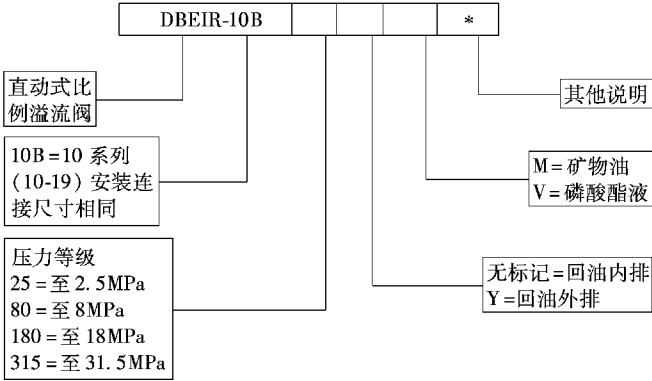 DBEIR-10B
*
直动式比
例溢流阀
其他说明
10B=10 系列
(10-19) 安装连
接尺寸相同
M=矿物油
V=磷酸酯液
压力等级
25=至 2.5MPa
80=至 8MPa
180=至 18MPa
315=至 31.5MPa
无标记=回油内排
Y=回油外排